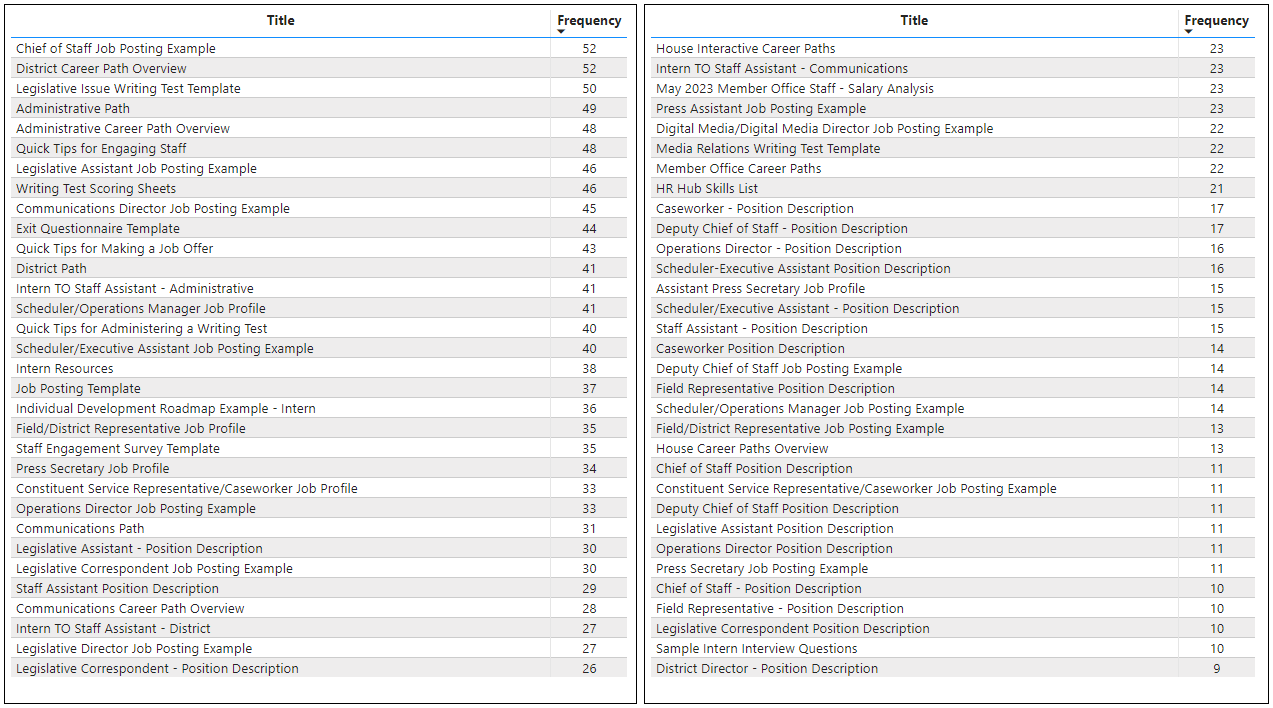 Title Frequency
Chief of Staff Job Posting Example 52
District Career Path Overview 52
Legislative Issue Writing Test Template 50
Administrative Path 49
Administrative Career Path Overview 48
Quick Tips for Engaging Staff 48
Legislative Assistant Job Posting Example 46
Writing Test Scoring Sheets 46
Communications Director Job Posting Example 45
Exit Questionnaire Template 44
Quick Tips for Making a Job Offer 43
District Path 41
Intern TO Staff Assistant - Administrative 41
Scheduler/Operations Manager Job Profile 41
Quick Tips for Administering a Writing Test 40
Scheduler/Executive Assistant Job Posting Example 40
Intern Resources 38
Job Posting Template 37
Individual Development Roadmap Example - Intern 36
Field/District Representative Job Profile 35
Staff Engagement Survey Template 35
Press Secretary Job Profile 34
Constituent Service Representative/Caseworker Job Profile 33
Operations Director Job Posting Example 33
Communications Path 31
Legislative Assistant - Position Description 30
Legislative Correspondent Job Posting Example 30
Staff Assistant Position Description 29
Communications Career Path Overview 28
Intern TO Staff Assistant - District 27
Legislative Director Job Posting Example 27
Legislative Correspondent - Position Description 26
Title Frequency
House Interactive Career Paths 23
Intern TO Staff Assistant - Communications 23
May 2023 Member Office Staff - Salary Analysis 23
Press Assistant Job Posting Example 23
Digital Media/Digital Media Director Job Posting Example 22
Media Relations Writing Test Template 22
Member Office Career Paths 22
HR Hub Skills List 21
Caseworker - Position Description 17
Deputy Chief of Staff - Position Description 17
Operations Director - Position Description 16
Scheduler-Executive Assistant Position Description 16
Assistant Press Secretary Job Profile 15
Scheduler/Executive Assistant - Position Description 15
Staff Assistant - Position Description 15
Caseworker Position Description 14
Deputy Chief of Staff Job Posting Example 14
Field Representative Position Description 14
Scheduler/Operations Manager Job Posting Example 14
Field/District Representative Job Posting Example 13
House Career Paths Overview 13
Chief of Staff Position Description 11
Constituent Service Representative/Caseworker Job Posting Example 11
Deputy Chief of Staff Position Description 11
Legislative Assistant Position Description 11
Operations Director Position Description 11
Press Secretary Job Posting Example 11
Chief of Staff - Position Description 10
Field Representative - Position Description 10
Legislative Correspondent Position Description 10
Sample Intern Interview Questions 10
District Director - Position Description 9